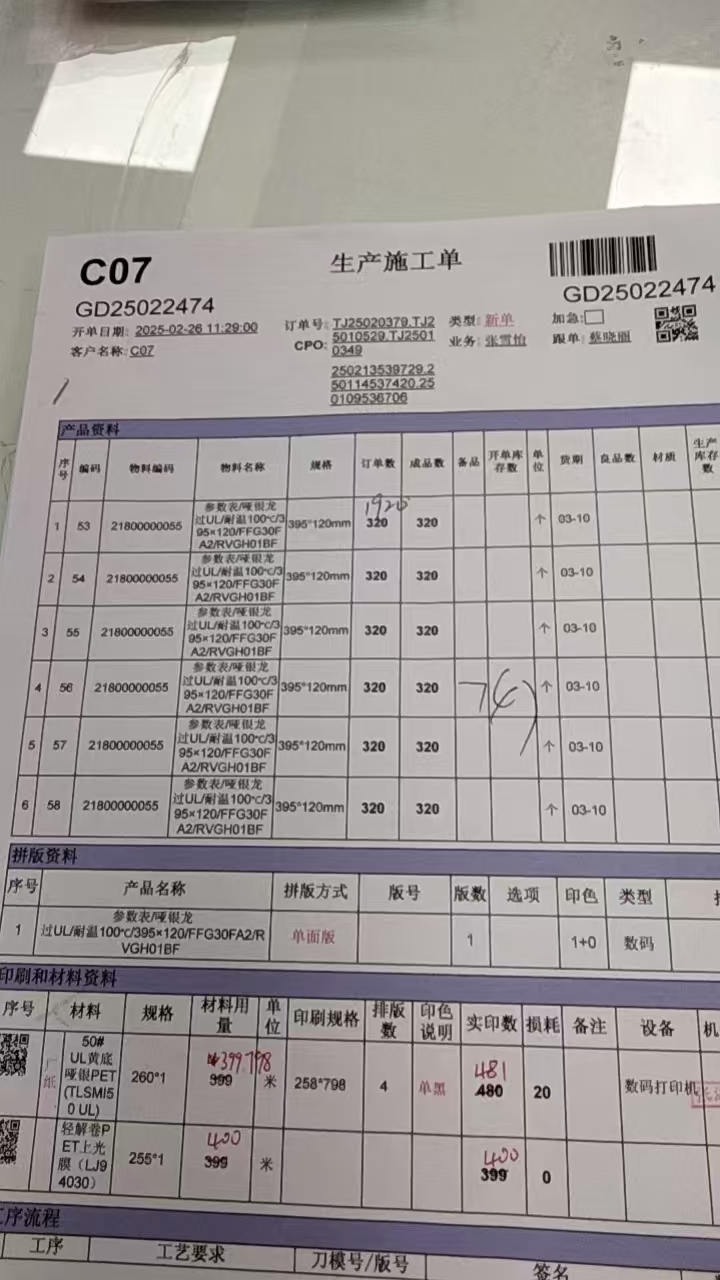 C07
生产施工单
GD25022474
GD25022474
开单日期: 2025-02-26 11:29:00
客户名称: C07
订单号: TJ25020379.TJ2
5010529.TJ2501
0349
CPO:
250213539729.2
50114537420.25
0109536706
类型: 新单
业务: 张雪怡
加急:
跟单: 蔡晓丽
产品资料
序号 编码 物料编码 物料名称 规格 订单数 成品数 备品 开单库存数 单位 货期 良品数 材质 生产库存数
1920
1 53 21800000055 参数表/哑银龙过UL/耐温100℃/395×120/FFG30FA2/RVGH01BF 395*120mm 320 320 个 03-10
2 54 21800000055 参数表/哑银龙过UL/耐温100℃/395×120/FFG30FA2/RVGH01BF 395*120mm 320 320 个 03-10
3 55 21800000055 参数表/哑银龙过UL/耐温100℃/395×120/FFG30FA2/RVGH01BF 395*120mm 320 320 个 03-10
4 56 21800000055 参数表/哑银龙过UL/耐温100℃/395×120/FFG30FA2/RVGH01BF 395*120mm 320 320 个 03-10
5 57 21800000055 参数表/哑银龙过UL/耐温100℃/395×120/FFG30FA2/RVGH01BF 395*120mm 320 320 个 03-10
6 58 21800000055 参数表/哑银龙过UL/耐温100℃/395×120/FFG30FA2/RVGH01BF 395*120mm 320 320 个 03-10
拼版资料
序号 产品名称 拼版方式 版号 版数 选项 印色 类型
1 参数表/哑银龙过UL/耐温100℃/395×120/FFG30FA2/RVGH01BF 单面版 1 1+0 数码
印刷和材料资料
序号 材料 规格 材料用量 单位 印刷规格 排版数 印色说明 实印数 损耗 备注 设备 机
50#UL黄底哑银PET(TLSMI50 UL) 260*1 399.798 399 米 258*798 4 单黑 481 480 20 数码打印机
轻解卷PET上光膜（LJ94030） 255*1 400 399 米 400 399 0
工序流程
工序 工艺要求 刀模号/版号 签名